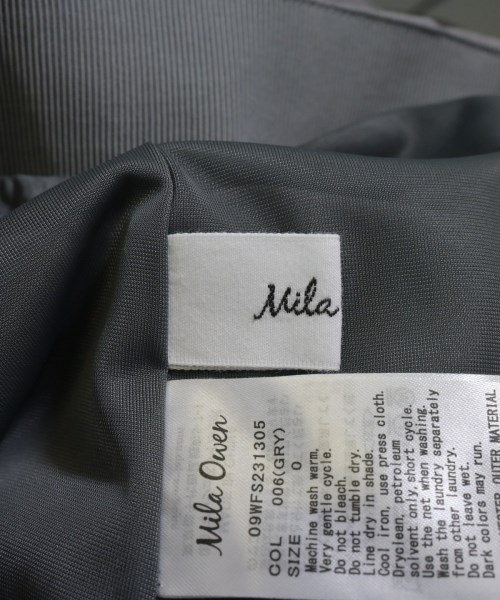 Mila
Mila Owen
09WFS231305
COL 006(GRY)
SIZE 0
Machine wash warm,
Very gentle cycle.
Do not bleach.
Do not tumble dry.
Line dry in shade.
Cool iron, use press cloth.
Dryclean, petroleum
solvent only, short cycle.
Use the net when washing.
Wash the laundry separately
from other laundry.
Do not leave wet.
Dark colors may run.
OUTER MATERIAL